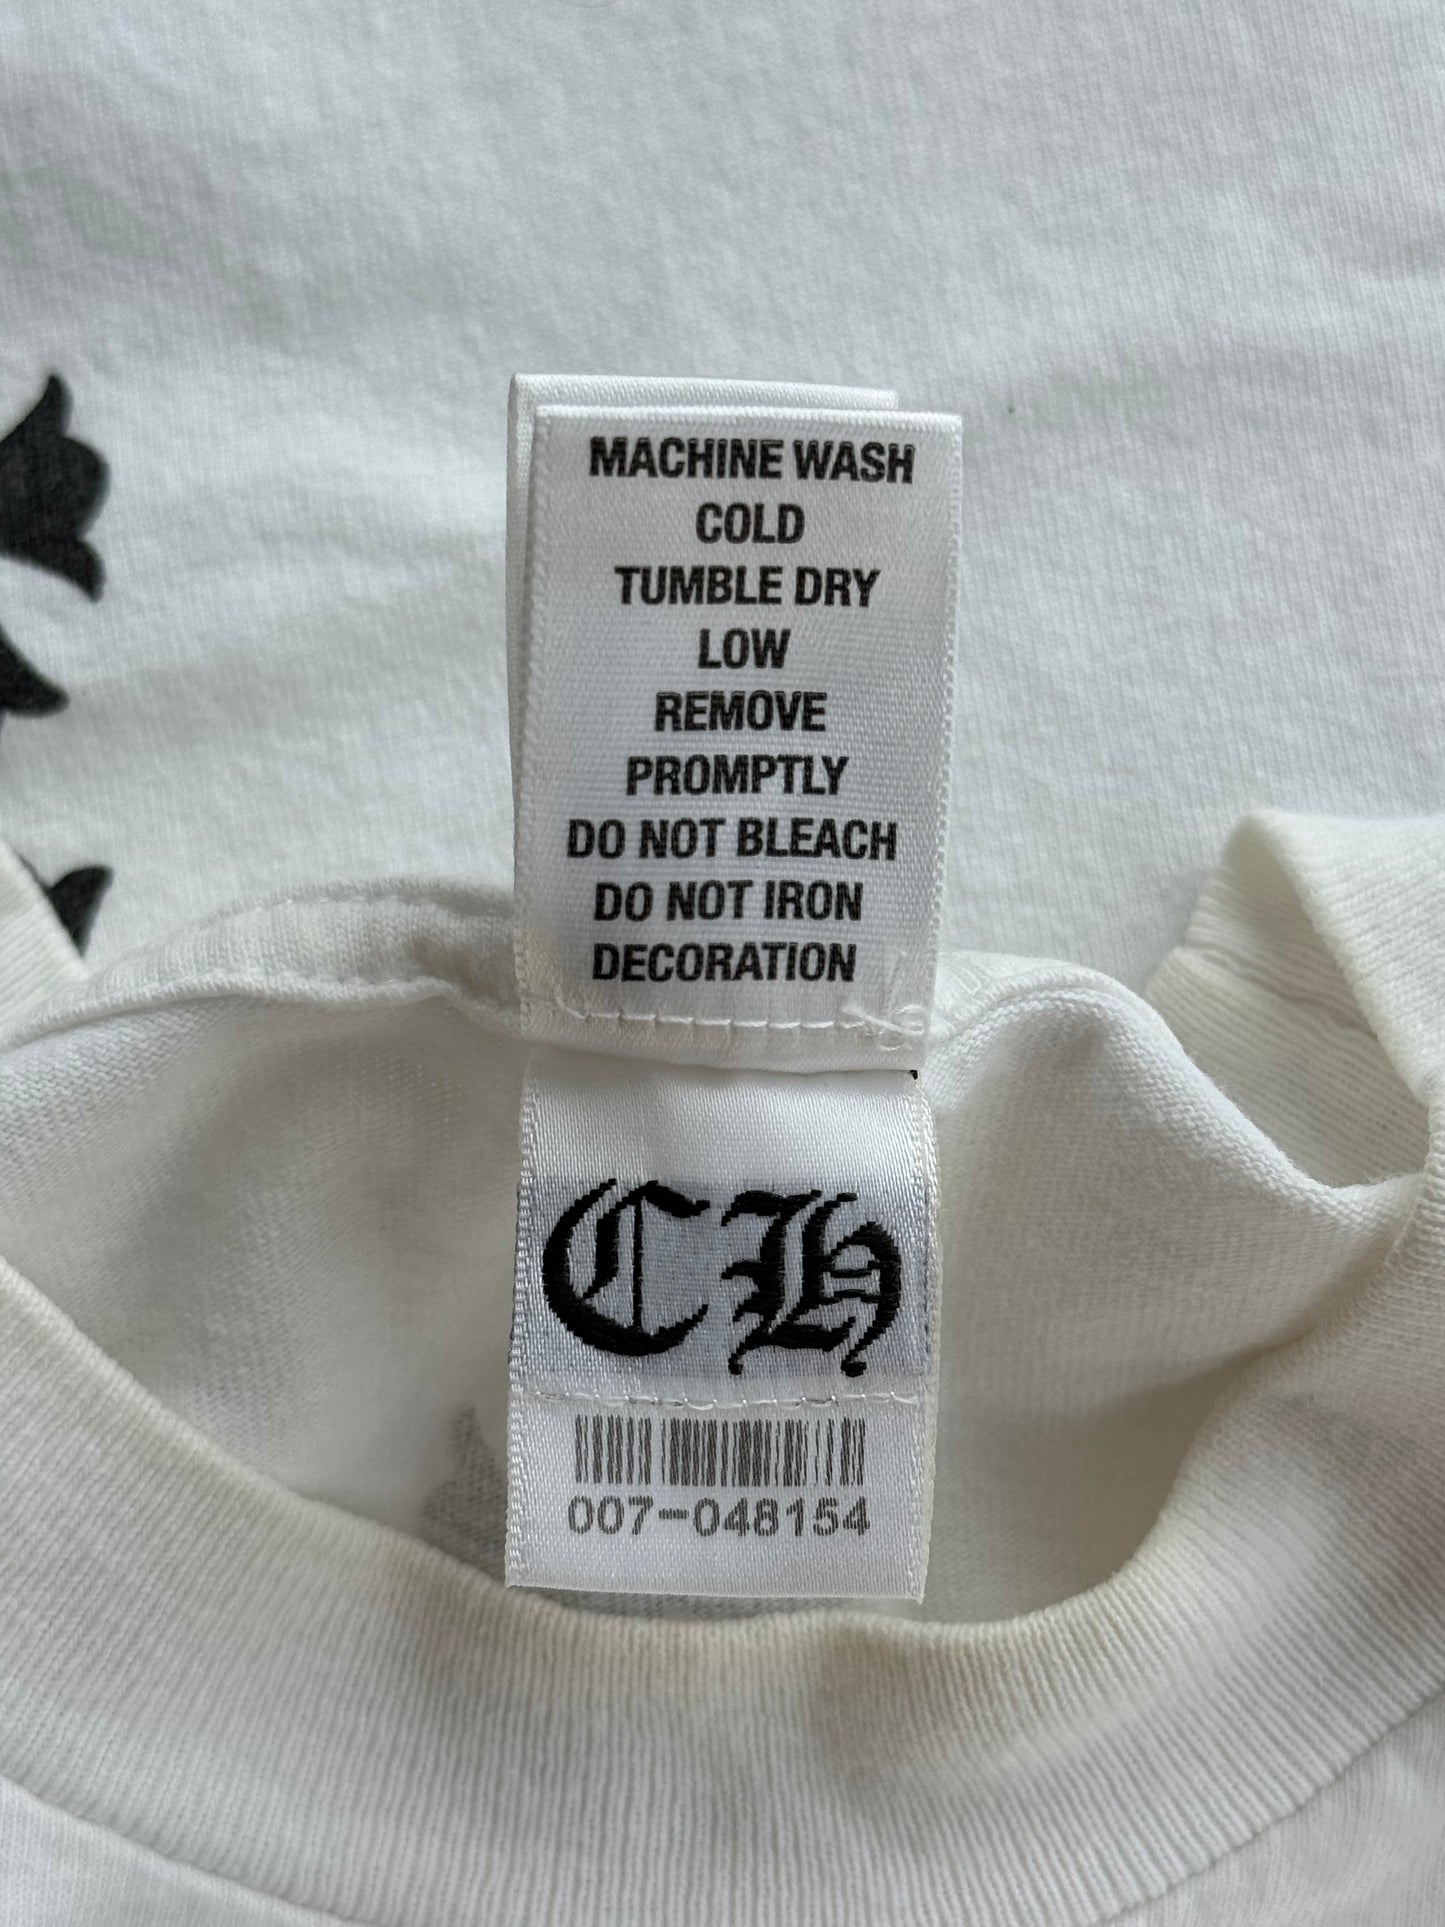 MACHINE WASH
COLD
TUMBLE DRY
LOW
REMOVE
PROMPTLY
DO NOT BLEACH
DO NOT IRON
DECORATION
CH
007-048154